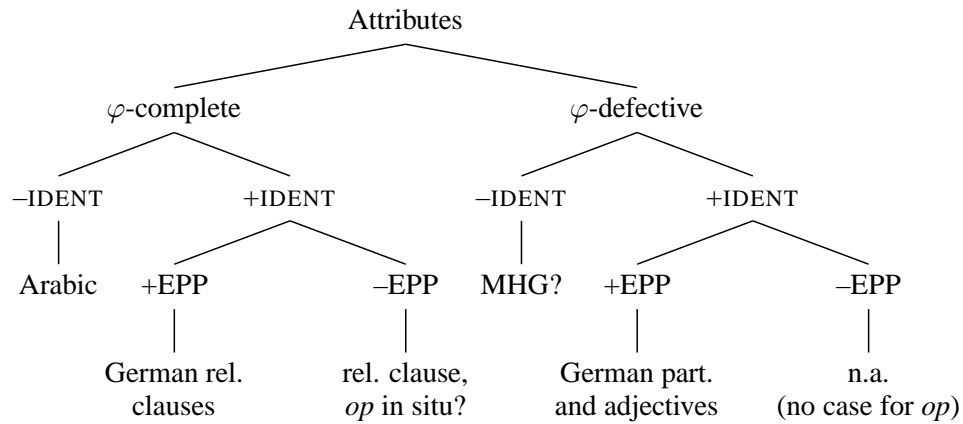 Attributes
φ-complete φ-defective
–IDENT +IDENT –IDENT +IDENT
Arabic +EPP –EPP MHG? +EPP –EPP
German rel. rel. clause, German part. n.a.
clauses op in situ? and adjectives (no case for op)